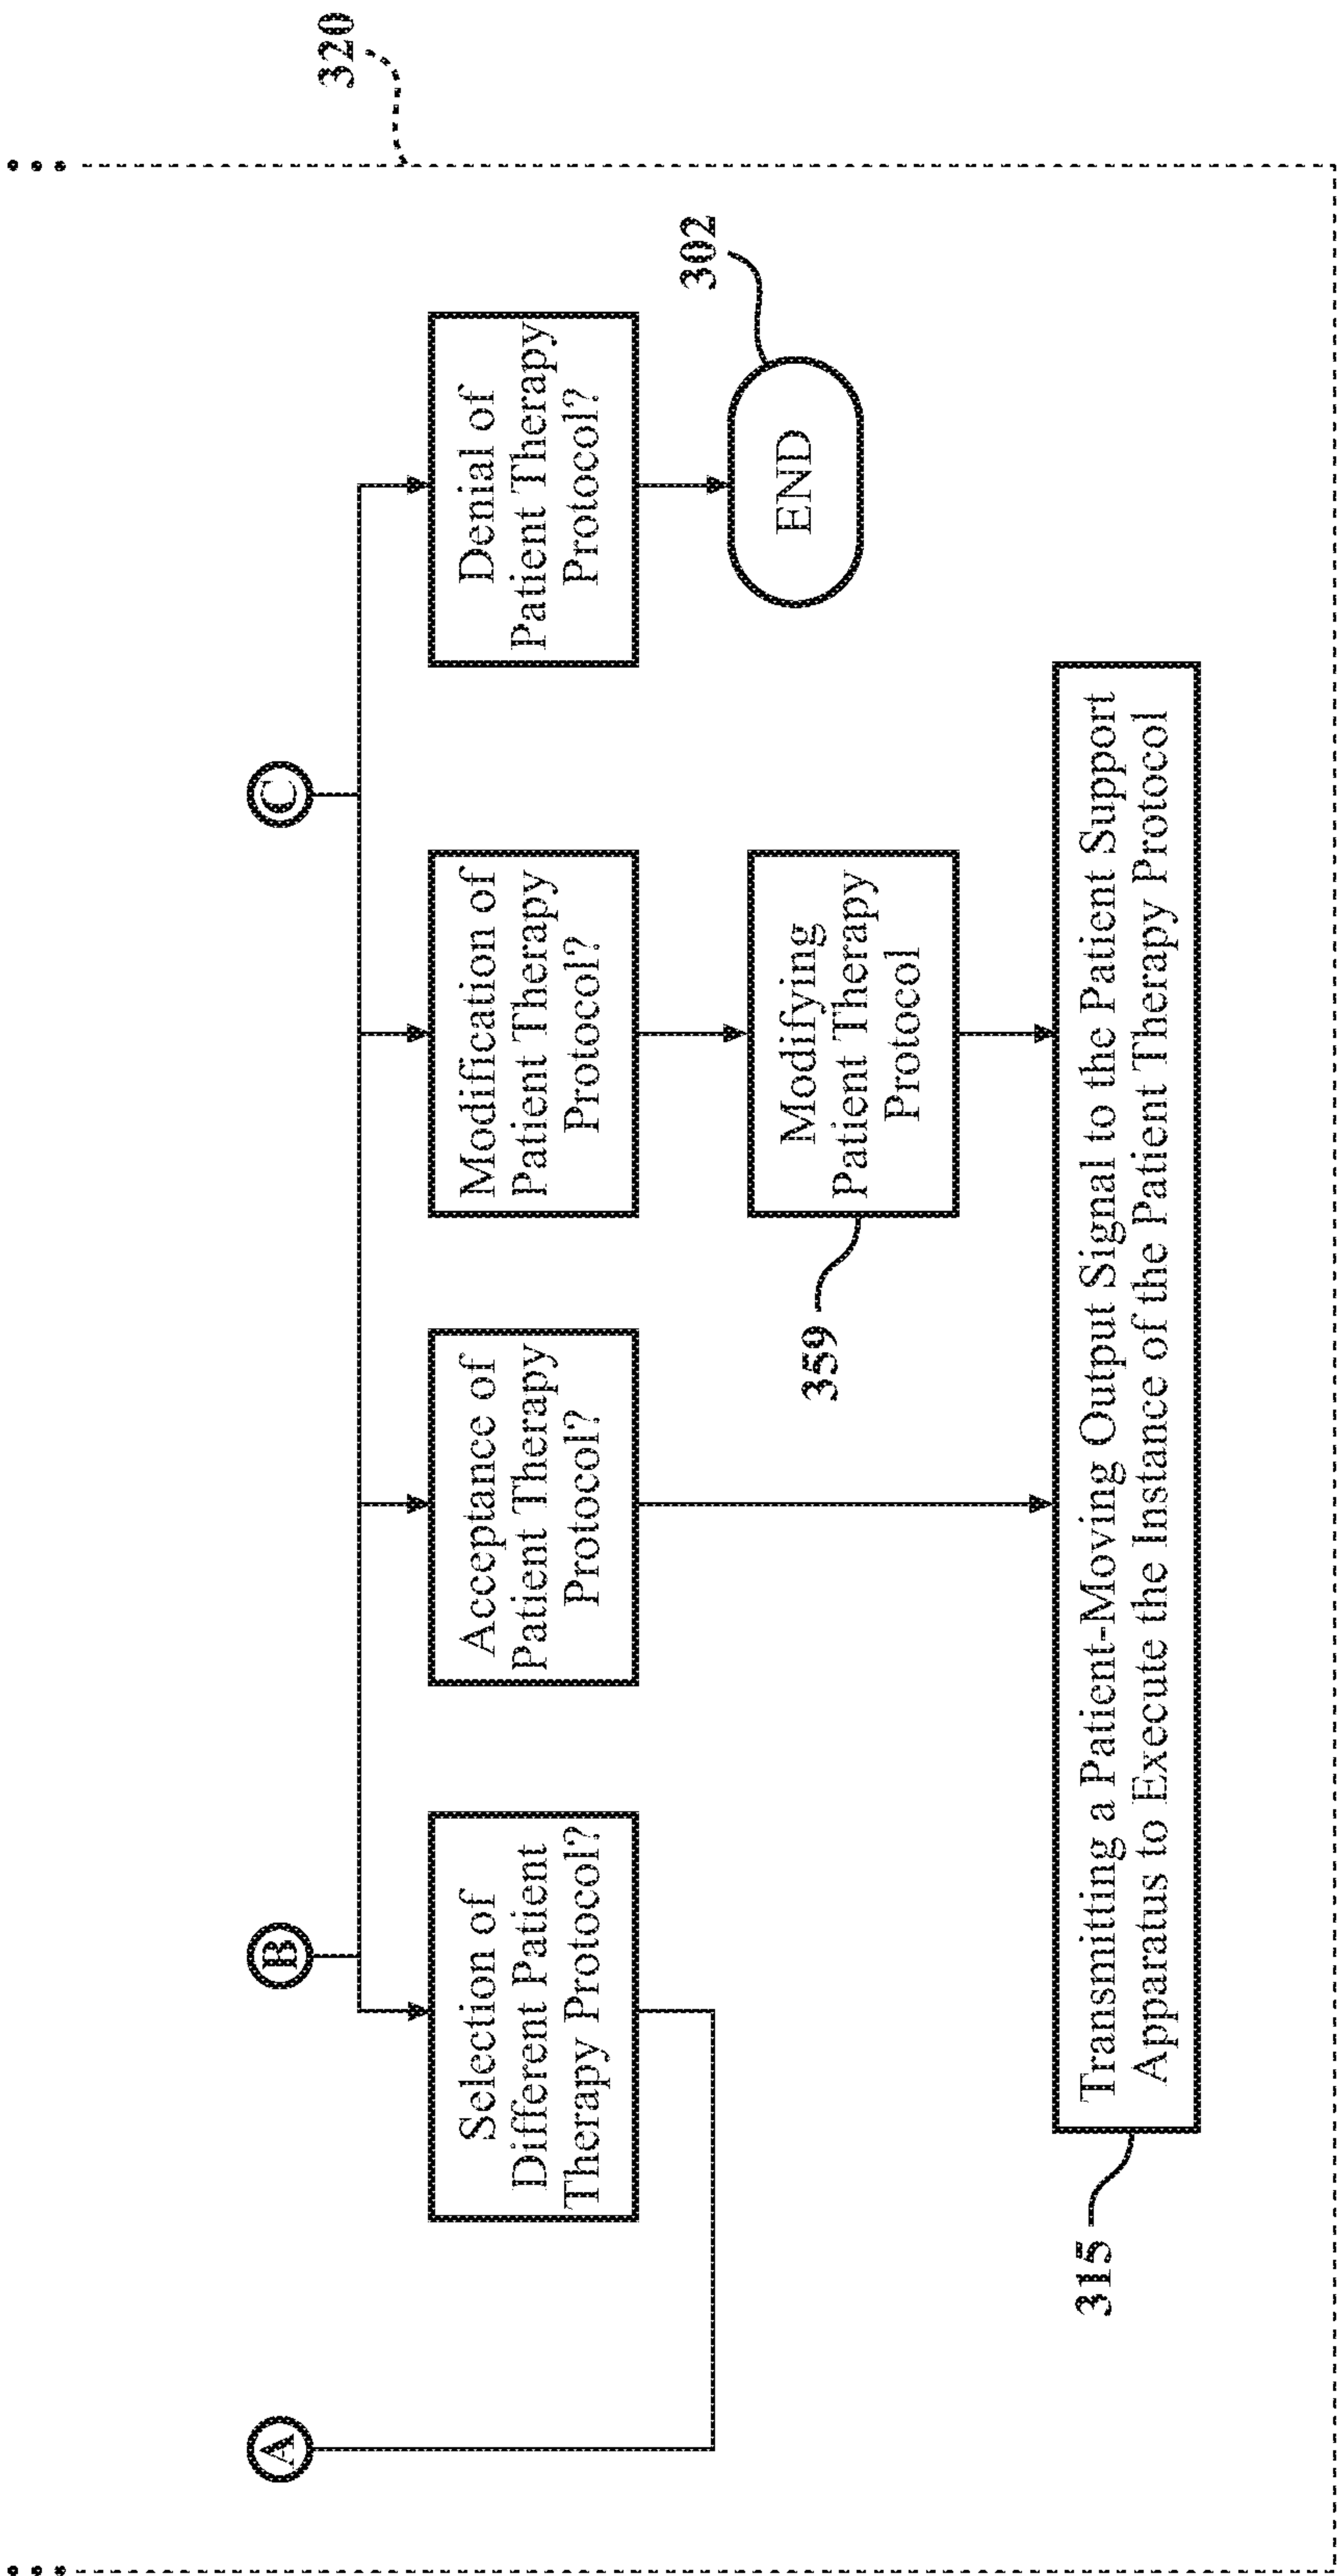 320
A
B
C
Selection of
Different Patient
Therapy Protocol?
Acceptance of
Patient Therapy
Protocol?
Modification of
Patient Therapy
Protocol?
Denial of
Patient Therapy
Protocol?
359
Modifying
Patient Therapy
Protocol
302
END
315
Transmitting a Patient-Moving Output Signal to the Patient Support
Apparatus to Execute the Instance of the Patient Therapy Protocol